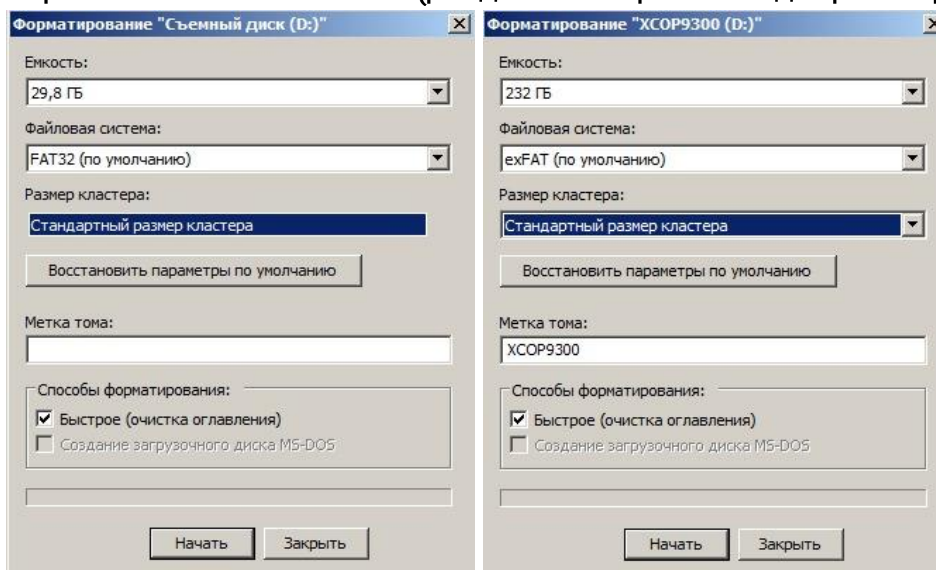 Форматирование "Съемный диск (D:)"
Емкость:
29,8 ГБ
Файловая система:
FAT32 (по умолчанию)
Размер кластера:
Стандартный размер кластера
Восстановить параметры по умолчанию
Метка тома:
Способы форматирования:
Быстрое (очистка оглавления)
Создание загрузочного диска MS-DOS
Начать
Закрыть
Форматирование "XCOP9300 (D:)"
Емкость:
232 ГБ
Файловая система:
exFAT (по умолчанию)
Размер кластера:
Стандартный размер кластера
Восстановить параметры по умолчанию
Метка тома:
XCOP9300
Способы форматирования:
Быстрое (очистка оглавления)
Создание загрузочного диска MS-DOS
Начать
Закрыть